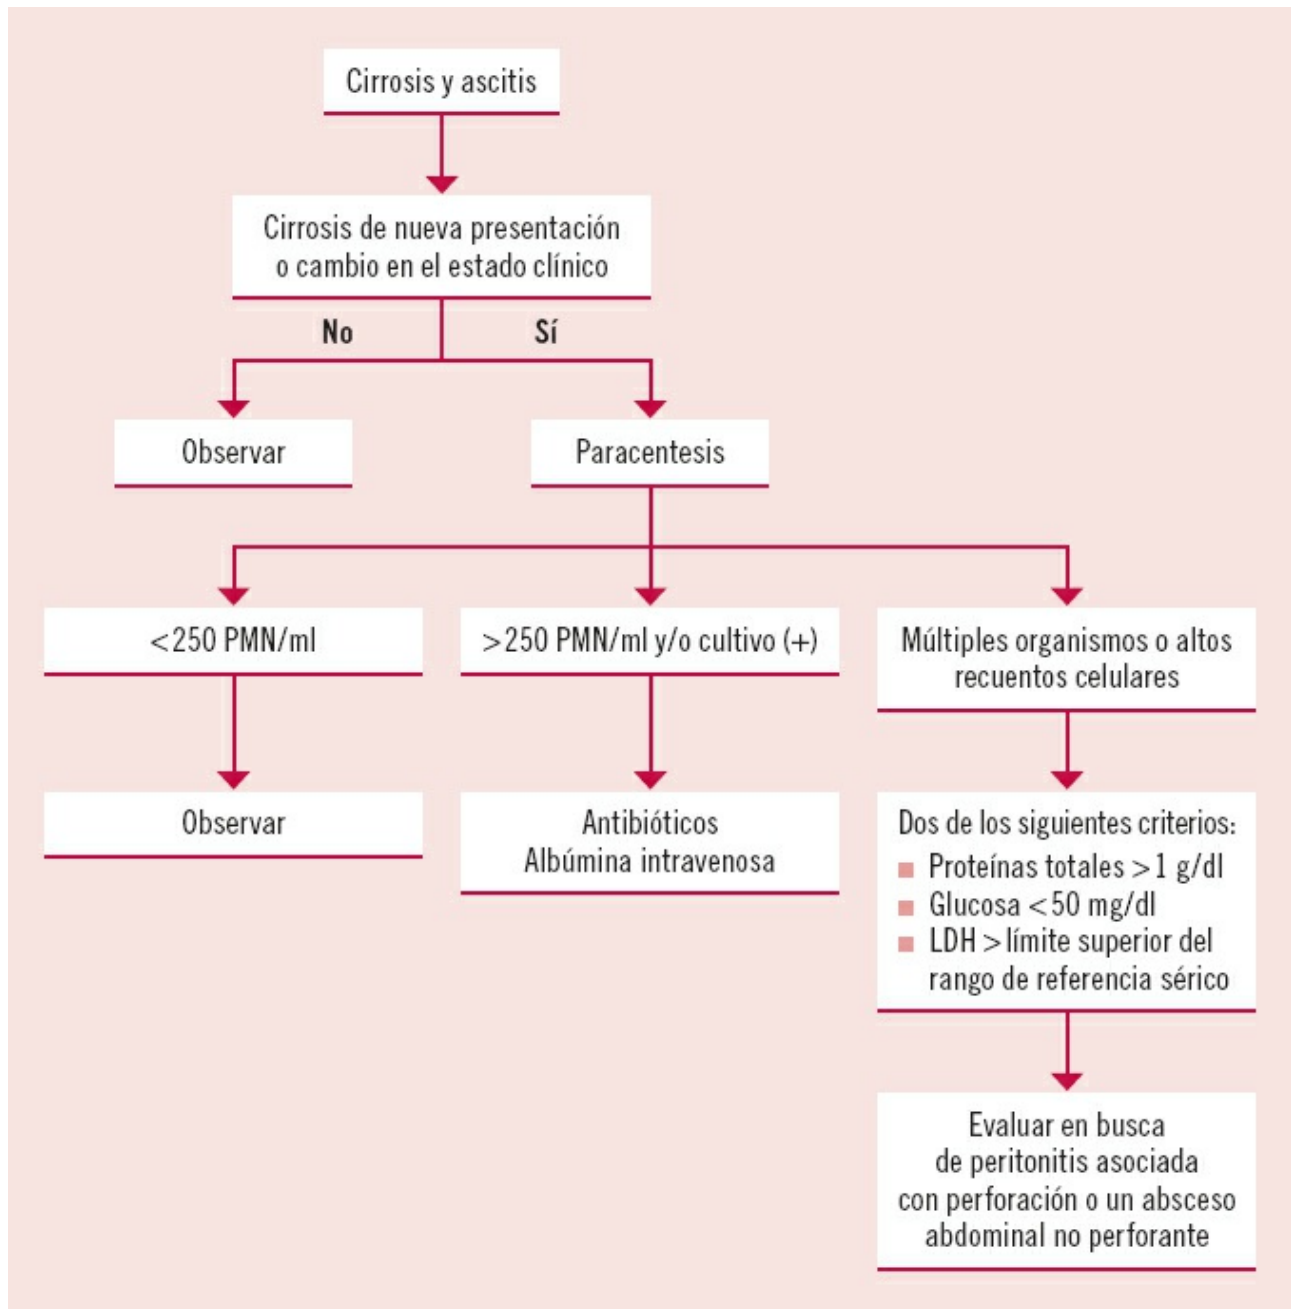 Cirrosis y ascitis
Cirrosis de nueva presentación
o cambio en el estado clínico
No
Sí
Observar
Paracentesis
<250 PMN/ml
>250 PMN/ml y/o cultivo (+)
Múltiples organismos o altos
recuentos celulares
Observar
Antibióticos
Albúmina intravenosa
Dos de los siguientes criterios:
Proteínas totales >1 g/dl
Glucosa <50 mg/dl
LDH > límite superior del
rango de referencia sérico
Evaluar en busca
de peritonitis asociada
con perforación o un absceso
abdominal no perforante